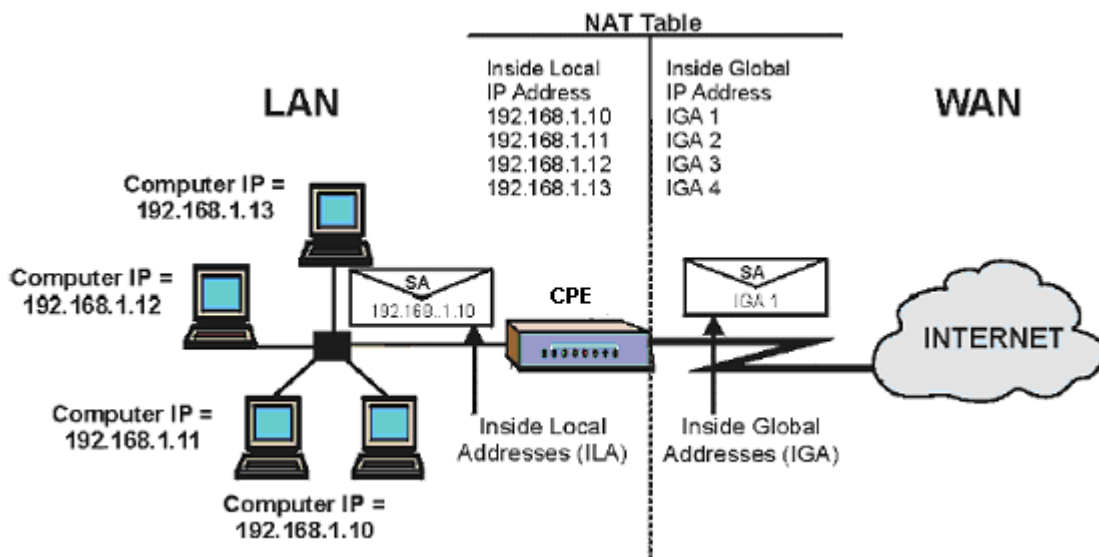 NAT Table
Inside Local
IP Address
192.168.1.10
192.168.1.11
192.168.1.12
192.168.1.13
Inside Global
IP Address
IGA 1
IGA 2
IGA 3
IGA 4
LAN
WAN
Computer IP =
192.168.1.13
Computer IP =
192.168.1.12
SA
192.168..1.10
CPE
SA
IGA 1
INTERNET
Computer IP =
192.168.1.11
Inside Local
Addresses (ILA)
Inside Global
Addresses (IGA)
Computer IP =
192.168.1.10